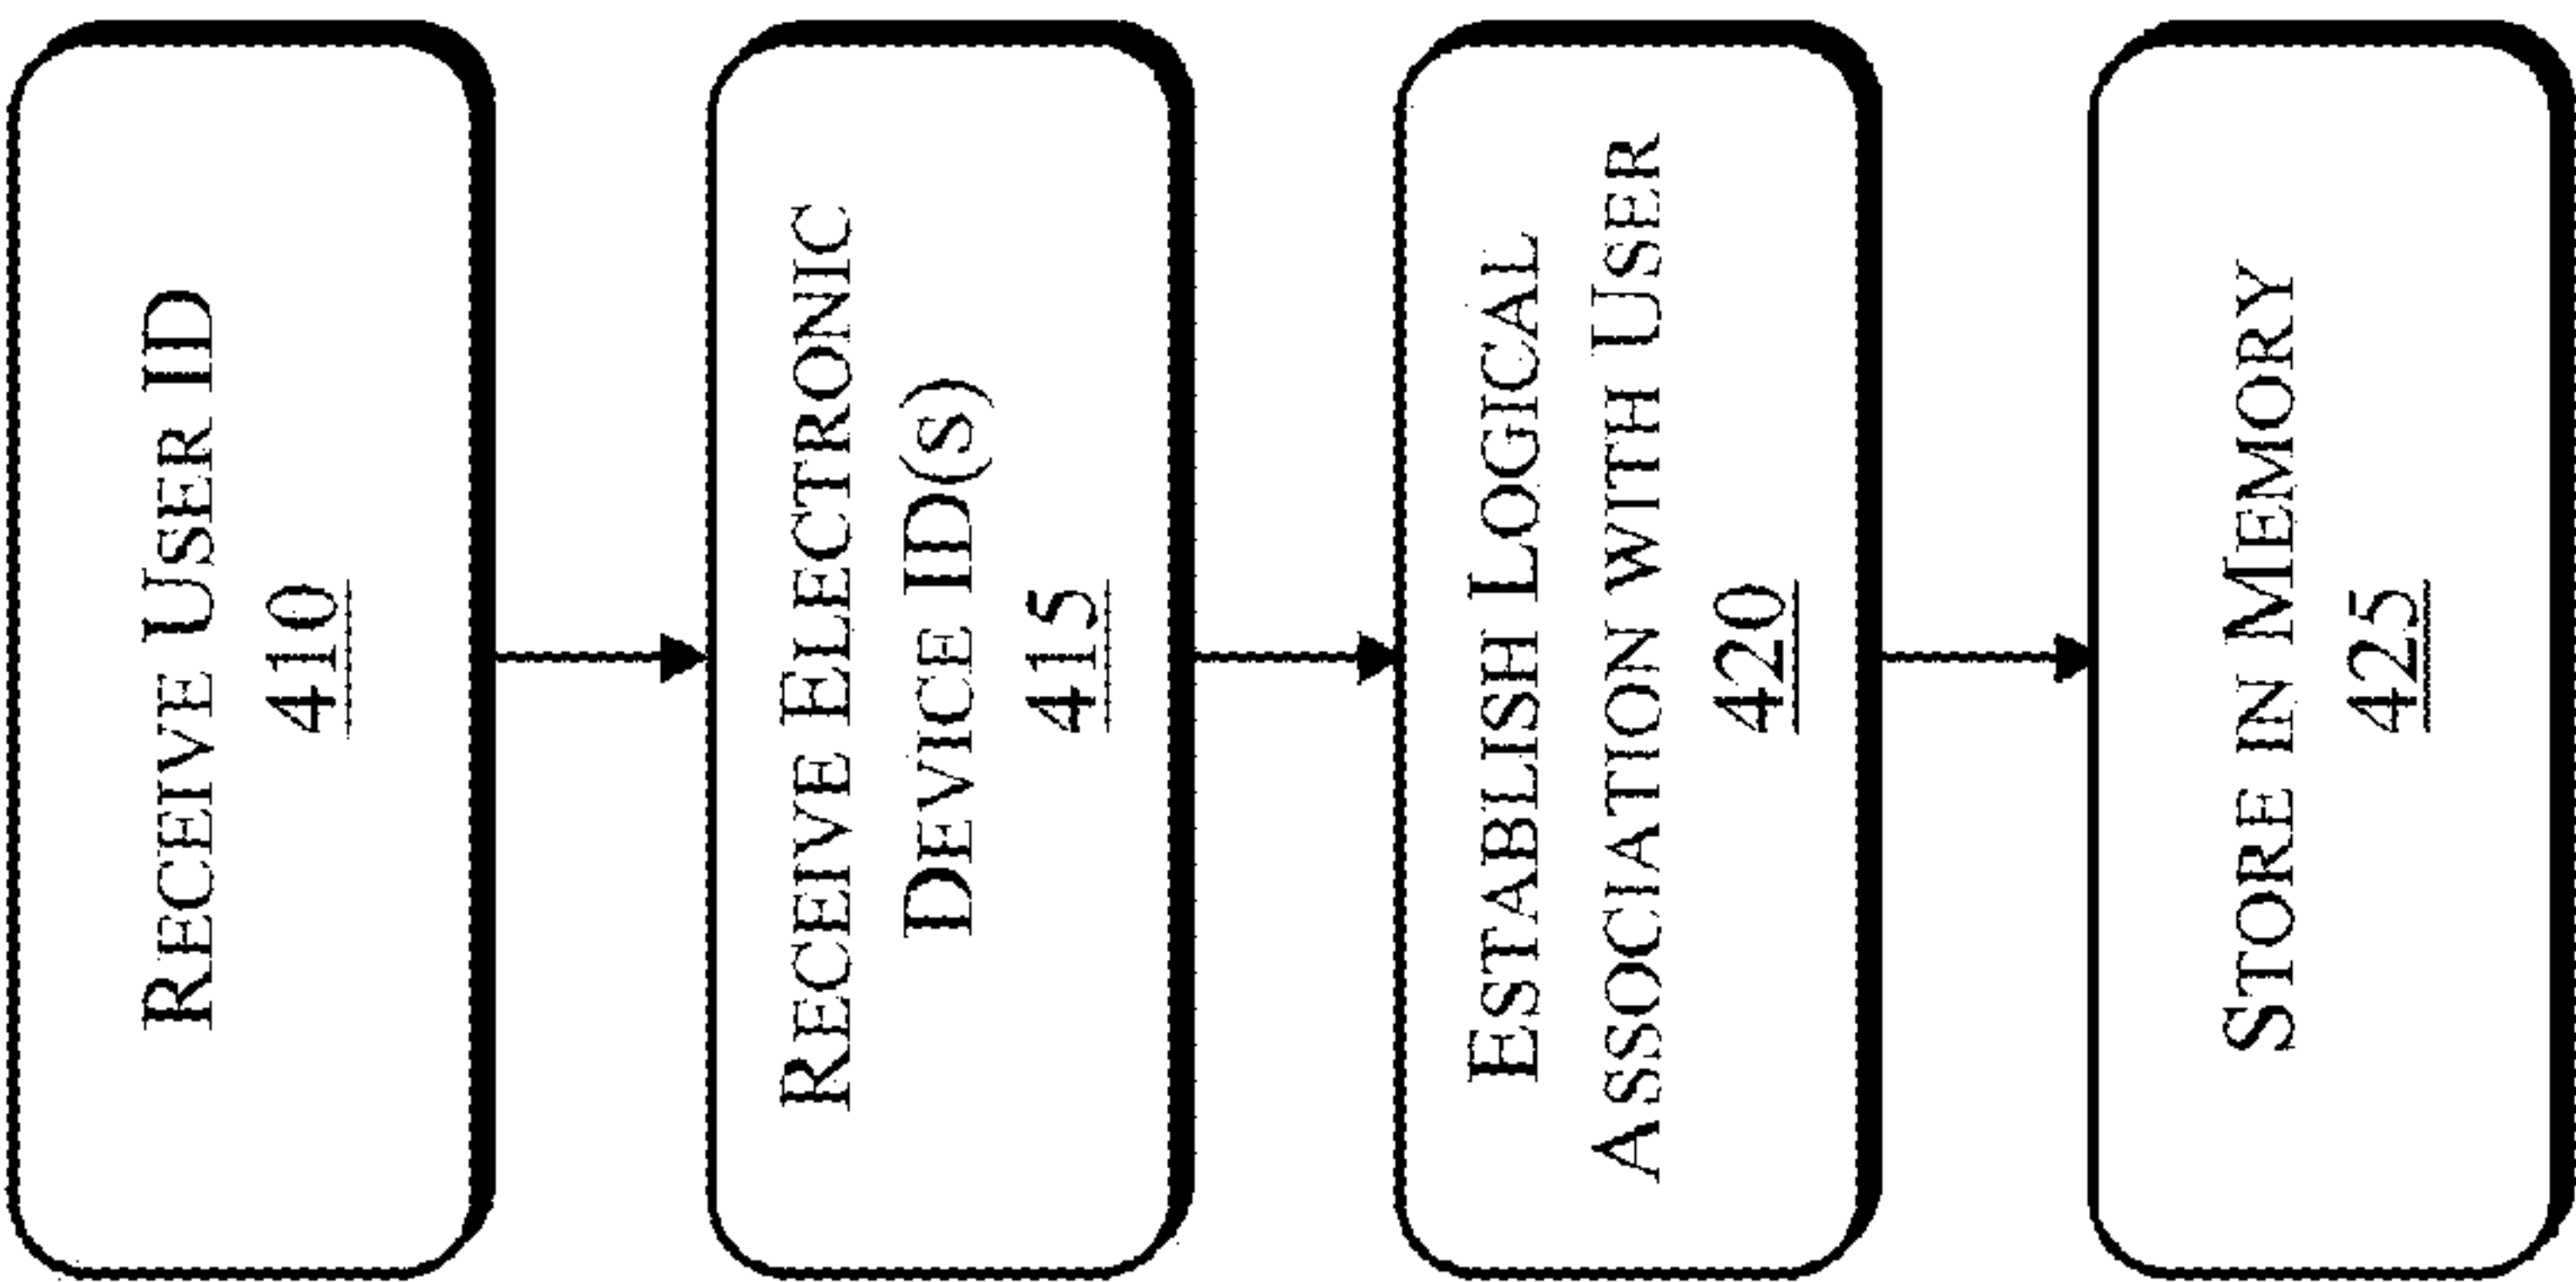 RECEIVE USER ID
410
RECEIVE ELECTRONIC
DEVICE ID(S)
415
ESTABLISH LOGICAL
ASSOCIATION WITH USER
420
STORE IN MEMORY
425